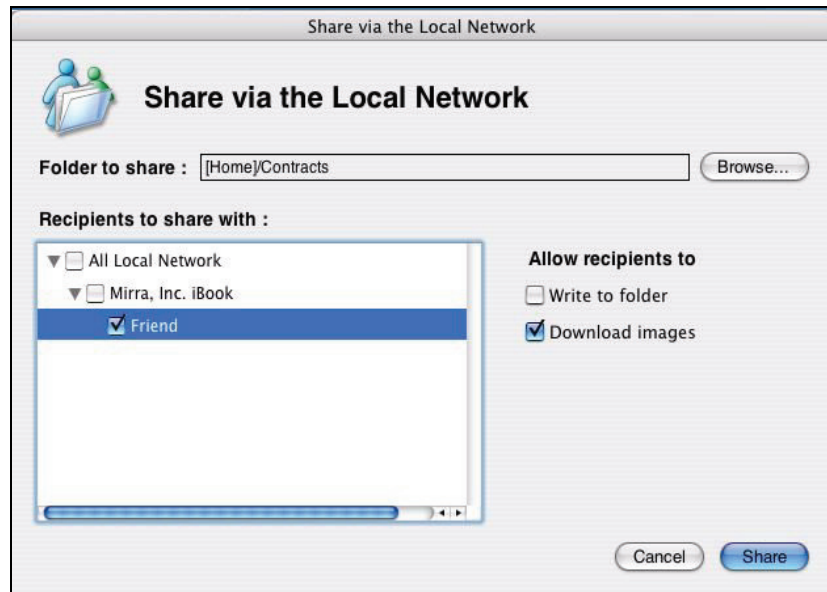 Share via the Local Network
Share via the Local Network
Folder to share : [Home]/Contracts Browse...
Recipients to share with :
All Local Network
Mirra, Inc. iBook
Friend
Allow recipients to
Write to folder
Download images
Cancel Share